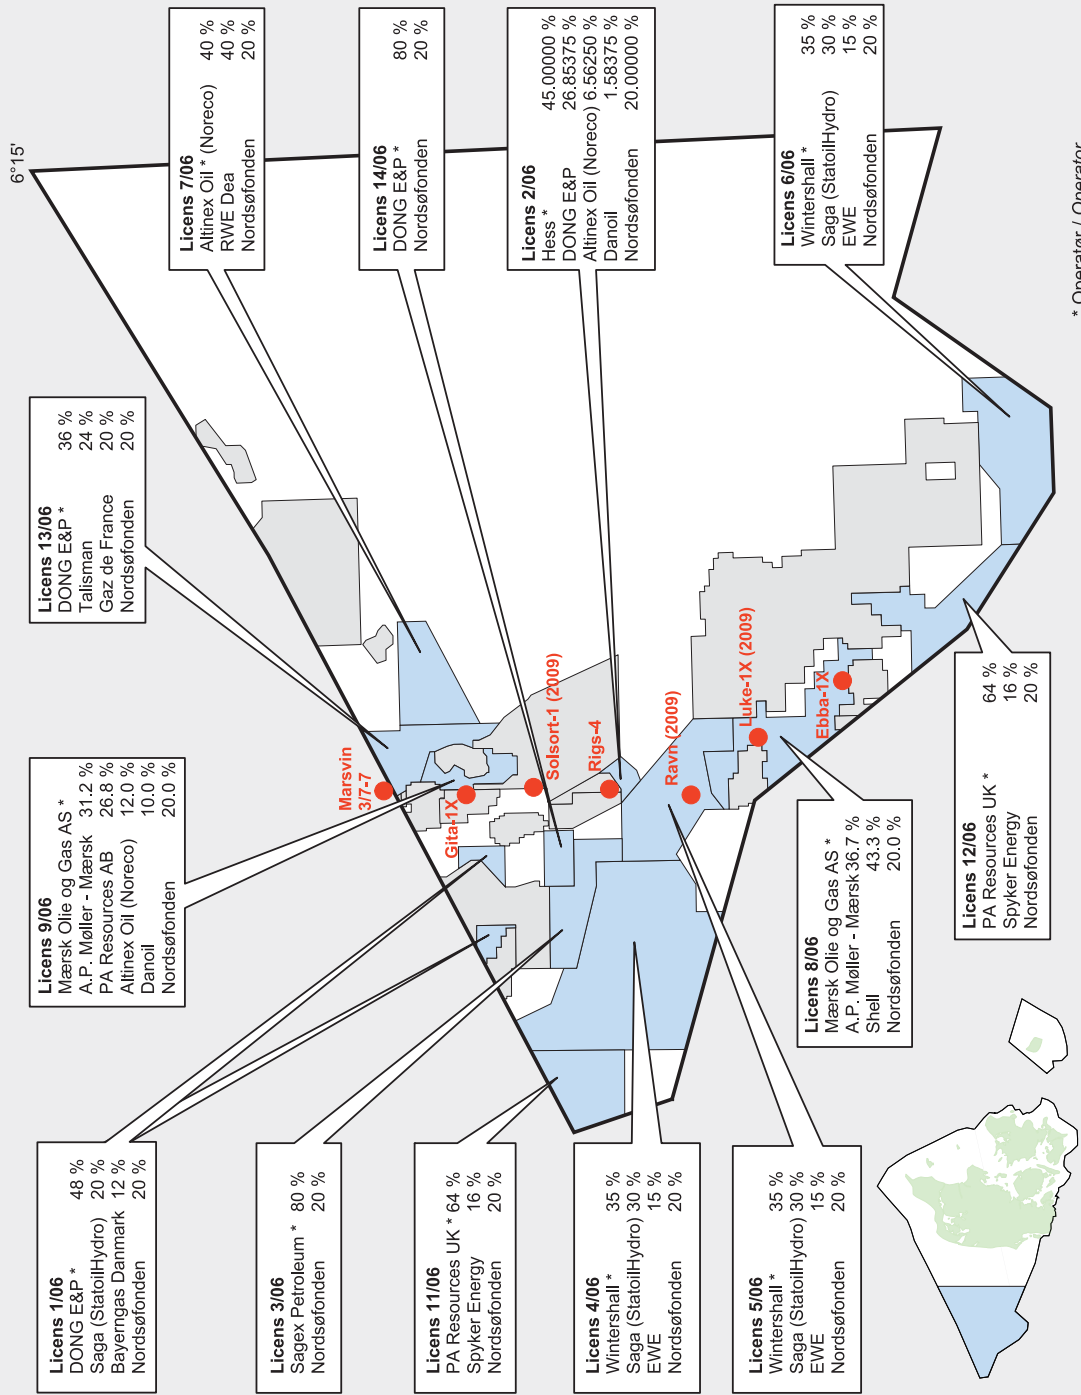 6°15'
Licens 1/06
DONG E&P * 48 %
Saga (StatoilHydro) 20 %
Bayerngas Danmark 12 %
Nordsøfonden 20 %
Licens 3/06
Sagex Petroleum * 80 %
Nordsøfonden 20 %
Licens 11/06
PA Resources UK * 64 %
Spyker Energy 16 %
Nordsøfonden 20 %
Licens 4/06
Wintershall * 35 %
Saga (StatoilHydro) 30 %
EWE 15 %
Nordsøfonden 20 %
Licens 5/06
Wintershall * 35 %
Saga (StatoilHydro) 30 %
EWE 15 %
Nordsøfonden 20 %
Licens 9/06
Mærsk Olie og Gas AS *
A.P. Møller - Mærsk 31.2 %
PA Resources AB 26.8 %
Altinex Oil (Noreco) 12.0 %
Danoil 10.0 %
Nordsøfonden 20.0 %
Licens 8/06
Mærsk Olie og Gas AS *
A.P. Møller - Mærsk 36.7 %
Shell 43.3 %
Nordsøfonden 20.0 %
Licens 12/06
PA Resources UK * 64 %
Spyker Energy 16 %
Nordsøfonden 20 %
Marsvin
3/7-7
Gita-1X
Solsort-1 (2009)
Rigs-4
Ravn (2009)
Luke-1X (2009)
Ebba-1X
Licens 13/06
DONG E&P * 36 %
Talisman 24 %
Gaz de France 20 %
Nordsøfonden 20 %
Licens 7/06
Altinex Oil * (Noreco) 40 %
RWE Dea 40 %
Nordsøfonden 20 %
Licens 14/06
DONG E&P * 80 %
Nordsøfonden 20 %
Licens 2/06
Hess * 45.00000 %
DONG E&P 26.85375 %
Altinex Oil (Noreco) 6.56250 %
Danoil 1.58375 %
Nordsøfonden 20.00000 %
Licens 6/06
Wintershall * 35 %
Saga (StatoilHydro) 30 %
EWE 15 %
Nordsøfonden 20 %
* Operatør / Operator